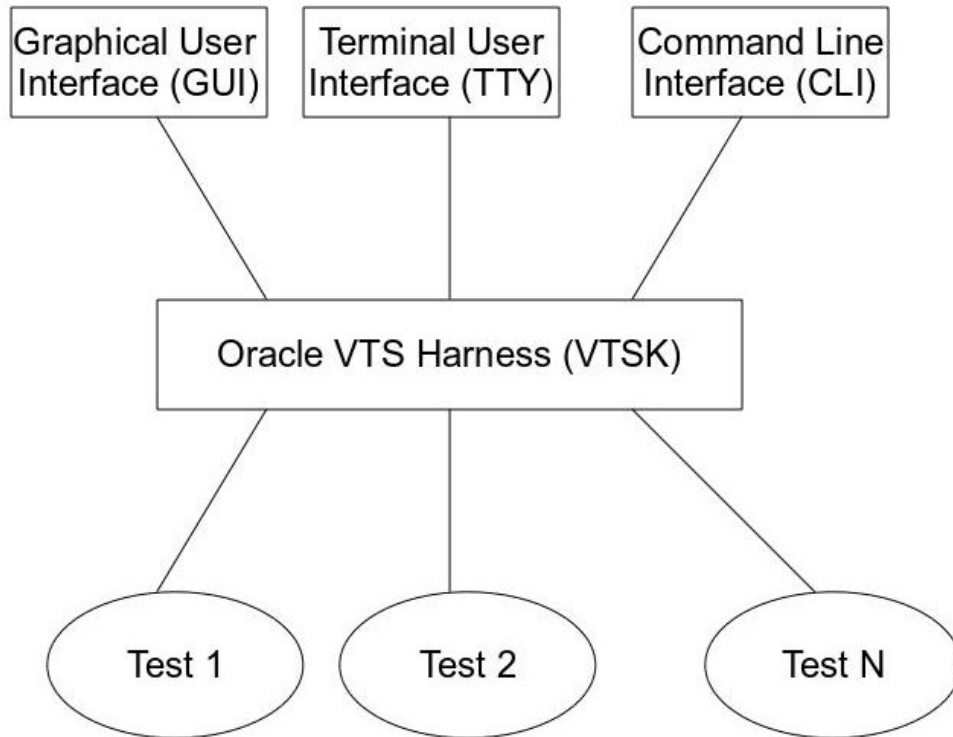 Graphical User
Interface (GUI)
Terminal User
Interface (TTY)
Command Line
Interface (CLI)
Oracle VTS Harness (VTSK)
Test 1
Test 2
Test N